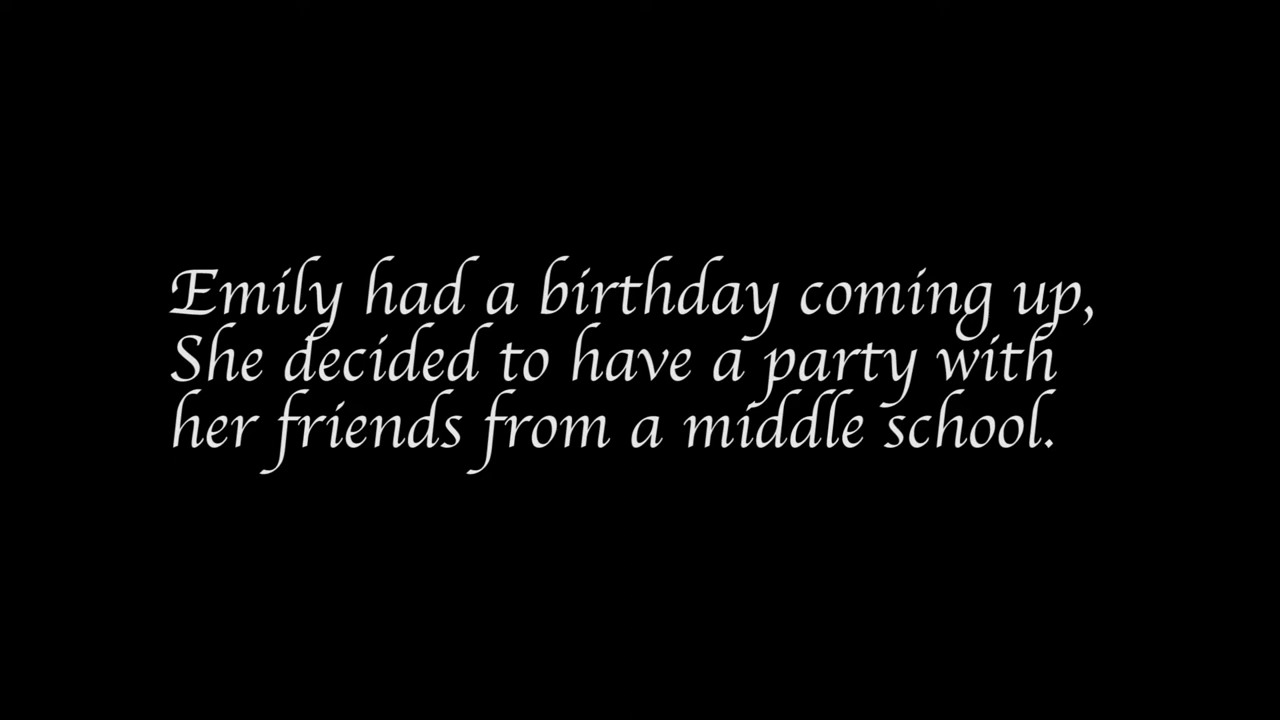 Emily had a birthday coming up,
She decided to have a party with
her friends from a middle school.